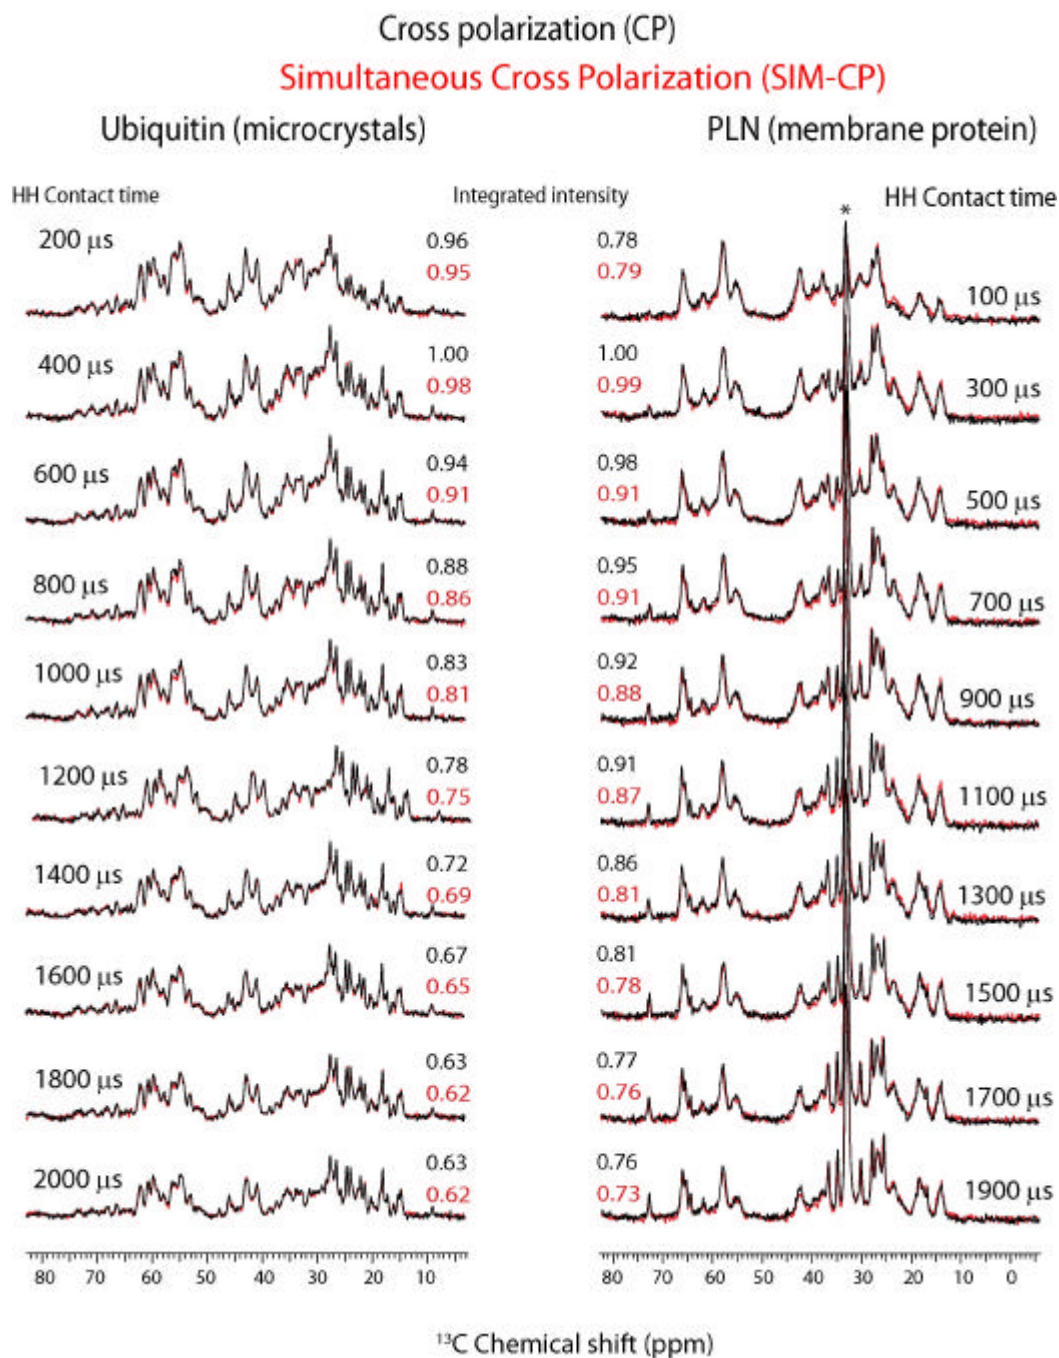 Cross polarization (CP)
Simultaneous Cross Polarization (SIM-CP)
Ubiquitin (microcrystals) PLN (membrane protein)
HH Contact time Integrated intensity * HH Contact time
200 μs 0.96 0.78
0.95 0.79 100 μs
400 μs 1.00 1.00
0.98 0.99 300 μs
600 μs 0.94 0.98
0.91 0.91 500 μs
800 μs 0.88 0.95
0.86 0.91 700 μs
1000 μs 0.83 0.92
0.81 0.88 900 μs
1200 μs 0.78 0.91
0.75 0.87 1100 μs
1400 μs 0.72 0.86
0.69 0.81 1300 μs
1600 μs 0.67 0.81
0.65 0.78 1500 μs
1800 μs 0.63 0.77
0.62 0.76 1700 μs
2000 μs 0.63 0.76
0.62 0.73 1900 μs
80 70 60 50 40 30 20 10 80 70 60 50 40 30 20 10 0
¹³C Chemical shift (ppm)